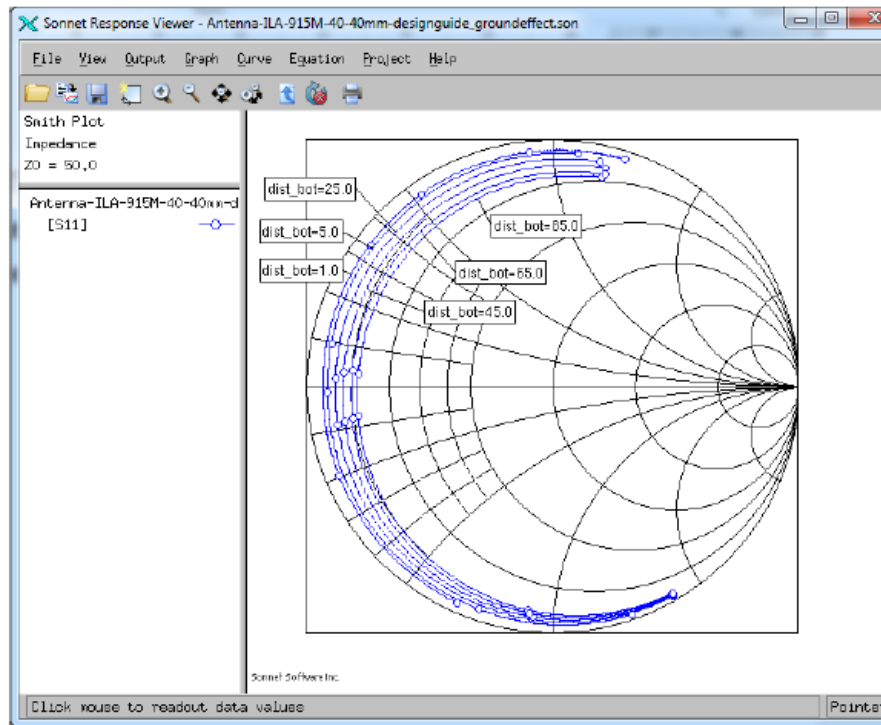 Sonnet Response Viewer - Antenna-ILA-915M-40-40mm-designguide_groundeffect.son
File View Output Graph Curve Equation Project Help
Smith Plot
Impedance
Z0 = 50.0
Antenna-ILA-915M-40-40mm-d
[S11]
dist_bot=25.0
dist_bot=5.0
dist_bot=1.0
dist_bot=85.0
dist_bot=65.0
dist_bot=45.0
Sonnet Software Inc.
Click mouse to readout data values
Pointe